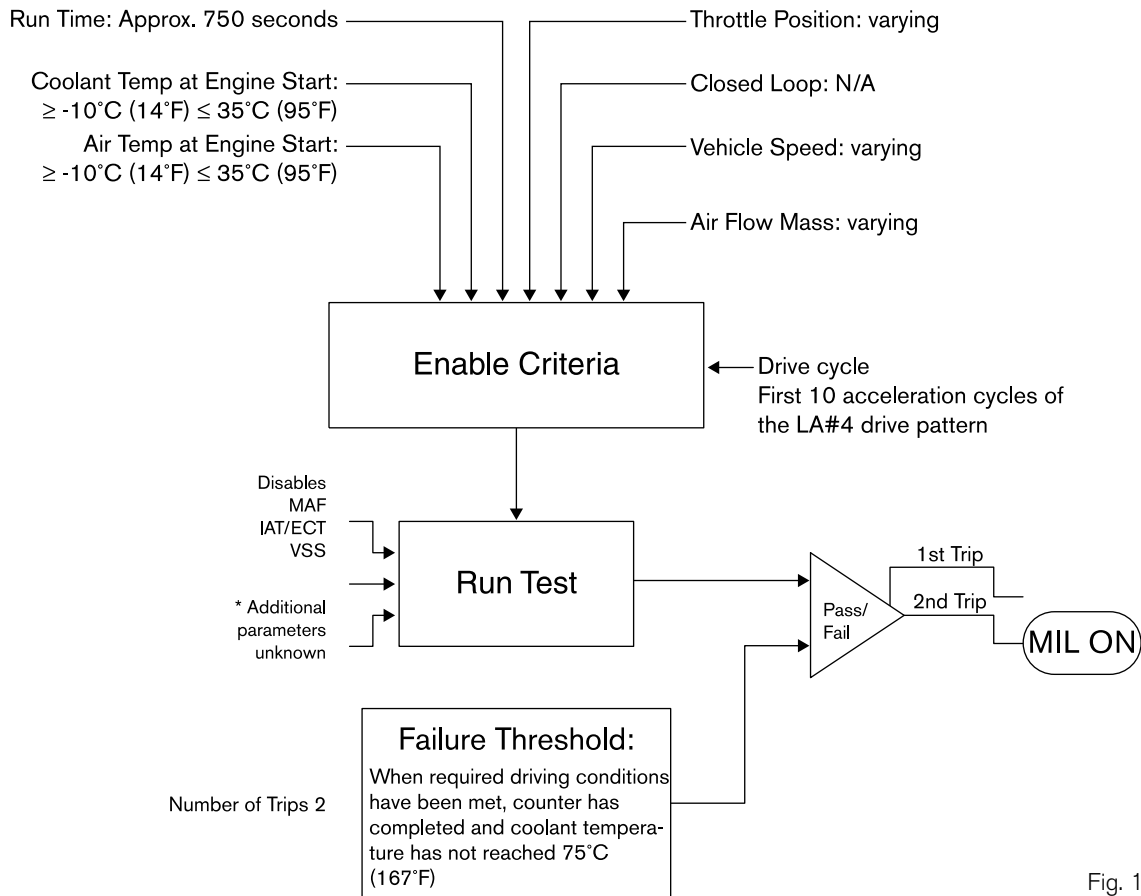 Run Time: Approx. 750 seconds
Throttle Position: varying
Coolant Temp at Engine Start:
≥ -10°C (14°F) ≤ 35°C (95°F)
Closed Loop: N/A
Air Temp at Engine Start:
≥ -10°C (14°F) ≤ 35°C (95°F)
Vehicle Speed: varying
Air Flow Mass: varying
Enable Criteria
Drive cycle
First 10 acceleration cycles of
the LA#4 drive pattern
Disables
MAF
IAT/ECT
VSS
* Additional
parameters
unknown
Run Test
Pass/
Fail
1st Trip
2nd Trip
MIL ON
Number of Trips 2
Failure Threshold:
When required driving conditions
have been met, counter has
completed and coolant tempera-
ture has not reached 75°C
(167°F)
Fig. 1